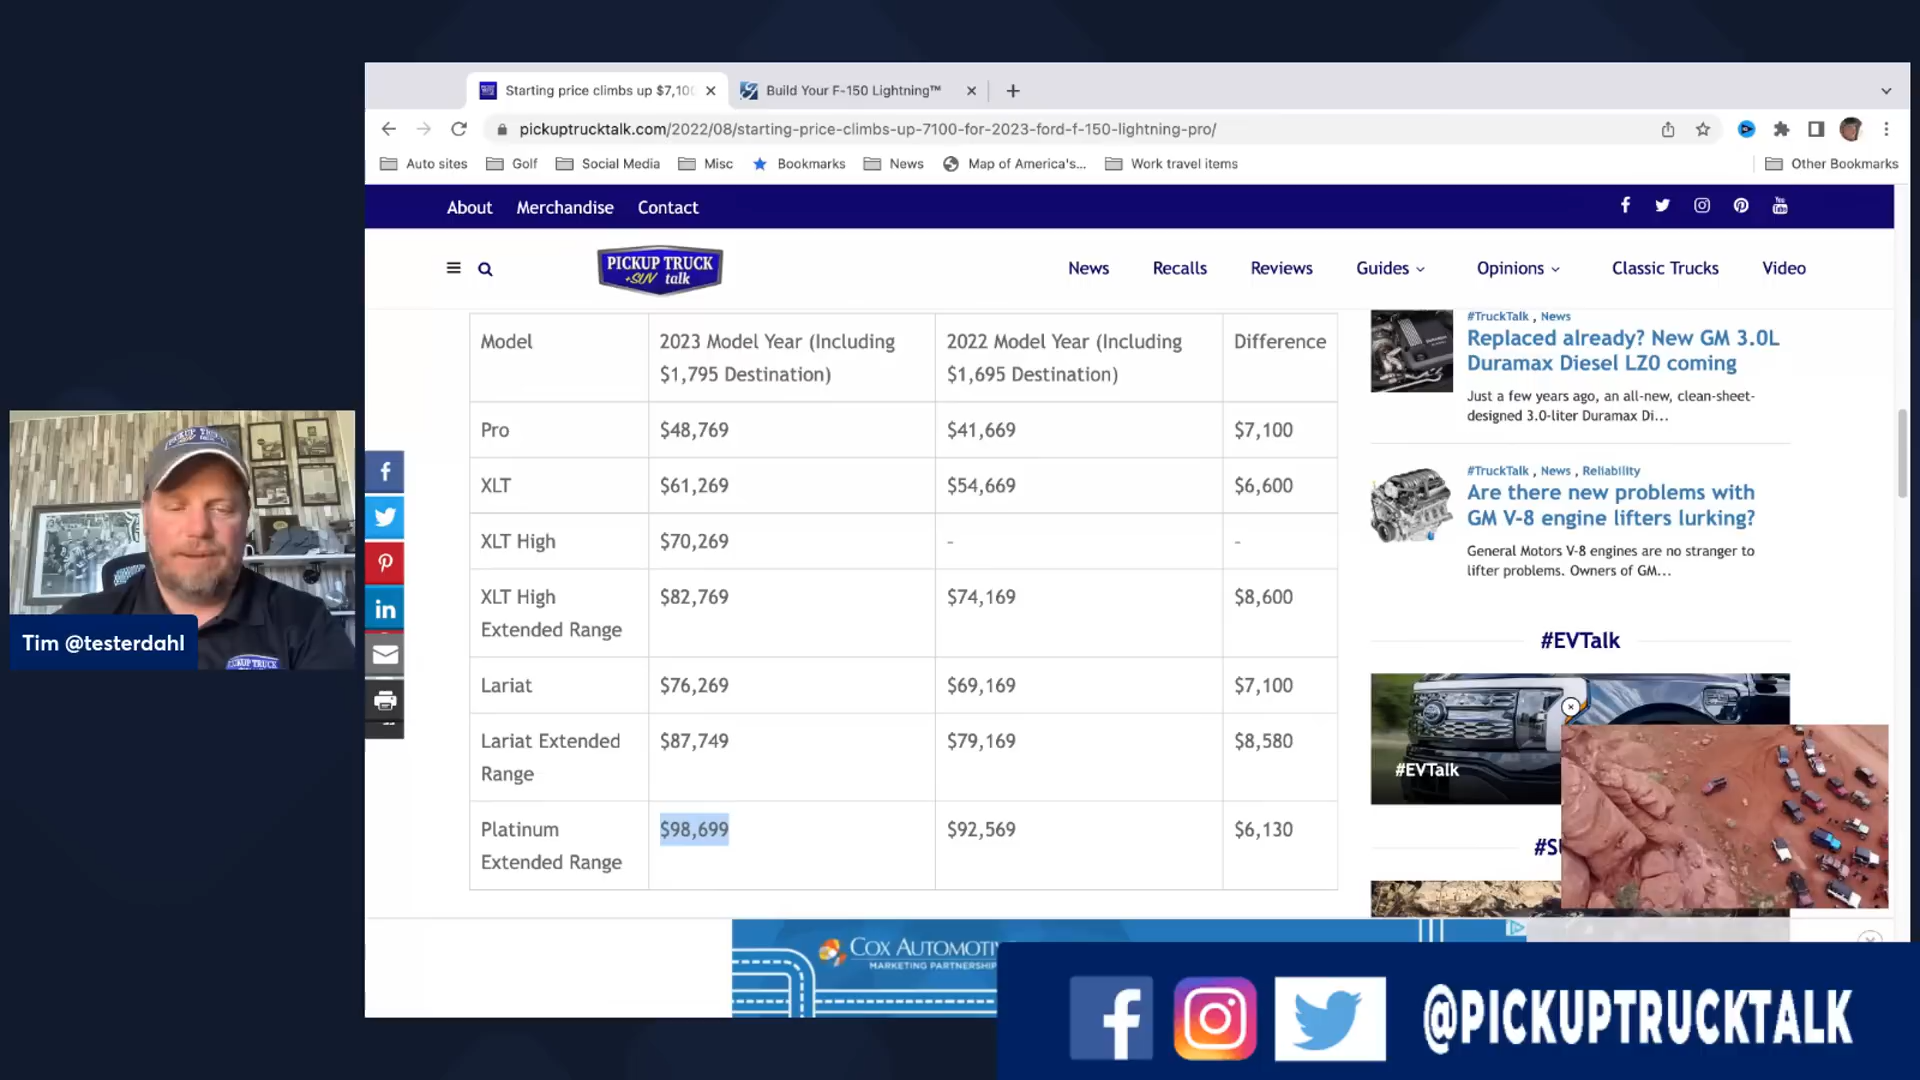 Starting price climbs up $7,10
Build Your F-150 Lightning™
pickuptrucktalk.com/2022/08/starting-price-climbs-up-7100-for-2023-ford-f-150-lightning-pro/
Auto sites
Golf
Social Media
Misc
Bookmarks
News
Map of America's...
Work travel items
Other Bookmarks
About
Merchandise
Contact
PICKUP TRUCK
+SUV talk
News
Recalls
Reviews
Guides
Opinions
Classic Trucks
Video
Model
2023 Model Year (Including
$1,795 Destination)
2022 Model Year (Including
$1,695 Destination)
Difference
Pro
$48,769
$41,669
$7,100
XLT
$61,269
$54,669
$6,600
XLT High
$70,269
-
-
XLT High
Extended Range
$82,769
$74,169
$8,600
Lariat
$76,269
$69,169
$7,100
Lariat Extended
Range
$87,749
$79,169
$8,580
Platinum
Extended Range
$98,699
$92,569
$6,130
#TruckTalk , News
Replaced already? New GM 3.0L
Duramax Diesel LZ0 coming
Just a few years ago, an all-new, clean-sheet-
designed 3.0-liter Duramax Di...
#TruckTalk , News , Reliability
Are there new problems with
GM V-8 engine lifters lurking?
General Motors V-8 engines are no stranger to
lifter problems. Owners of GM...
#EVTalk
#EVTalk
Tim @testerdahl
PICKUP TRUCK
COX AUTOMOTI
MARKETING PARTNERSHIP
@PICKUPTRUCKTALK